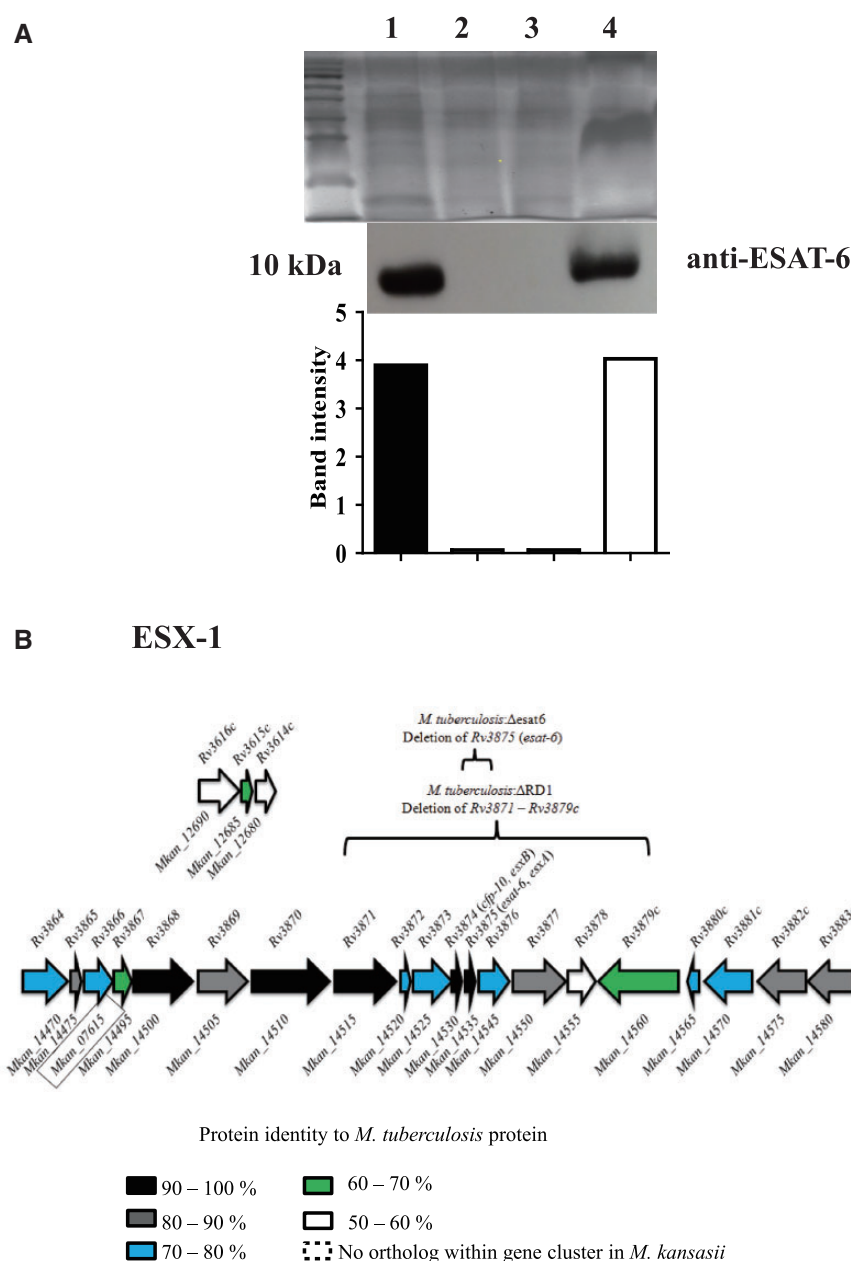 A
1 2 3 4
10 kDa
anti-ESAT-6
Band intensity
5
4
3
2
1
0
B
ESX-1
M. tuberculosis:Δesat6
Deletion of Rv3875 (esat-6)
M. tuberculosis:ΔRD1
Deletion of Rv3871 – Rv3879c
Rv3616c Rv3615c Rv3614c
Mkan_12690 Mkan_12685 Mkan_12680
Rv3864 Rv3865 Rv3866 Rv3867 Rv3868 Rv3869 Rv3870 Rv3871 Rv3872 Rv3873 Rv3874 (cfp-10, esxB) Rv3875 (esat-6, esxA) Rv3876 Rv3877 Rv3878 Rv3879c Rv3880c Rv3881c Rv3882c Rv3883
Mkan_14470 Mkan_14475 Mkan_07615 Mkan_14495 Mkan_14500 Mkan_14505 Mkan_14510 Mkan_14515 Mkan_14520 Mkan_14525 Mkan_14530 Mkan_14535 Mkan_14545 Mkan_14550 Mkan_14555 Mkan_14560 Mkan_14565 Mkan_14570 Mkan_14575 Mkan_14580
Protein identity to M. tuberculosis protein
90 – 100 %
80 – 90 %
70 – 80 %
60 – 70 %
50 – 60 %
No ortholog within gene cluster in M. kansasii